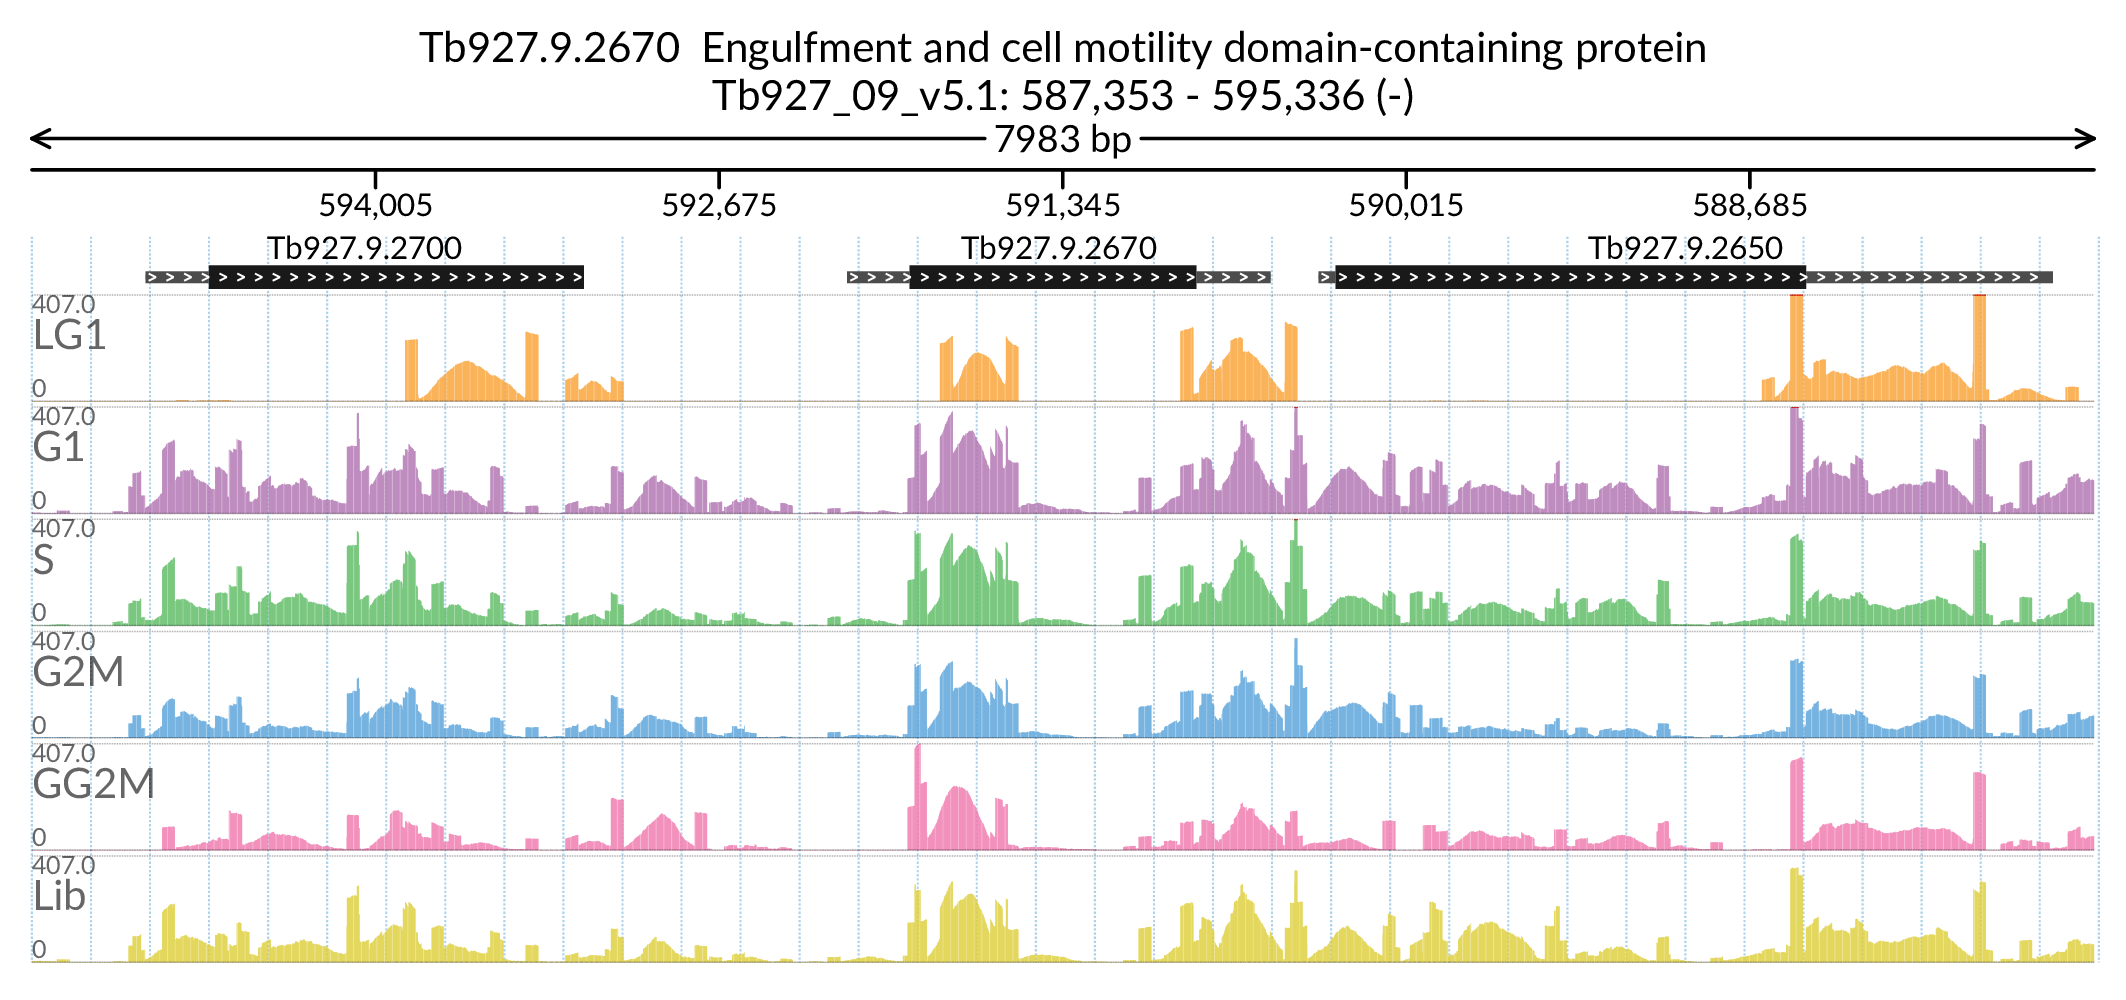 Tb927.9.2670  Engulfment and cell motility domain-containing protein
Tb927_09_v5.1: 587,353 - 595,336 (-)
7983 bp
594,005 592,675 591,345 590,015 588,685
Tb927.9.2700 Tb927.9.2670 Tb927.9.2650
407.0
LG1
0
407.0
G1
0
407.0
S
0
407.0
G2M
0
407.0
GG2M
0
407.0
Lib
0